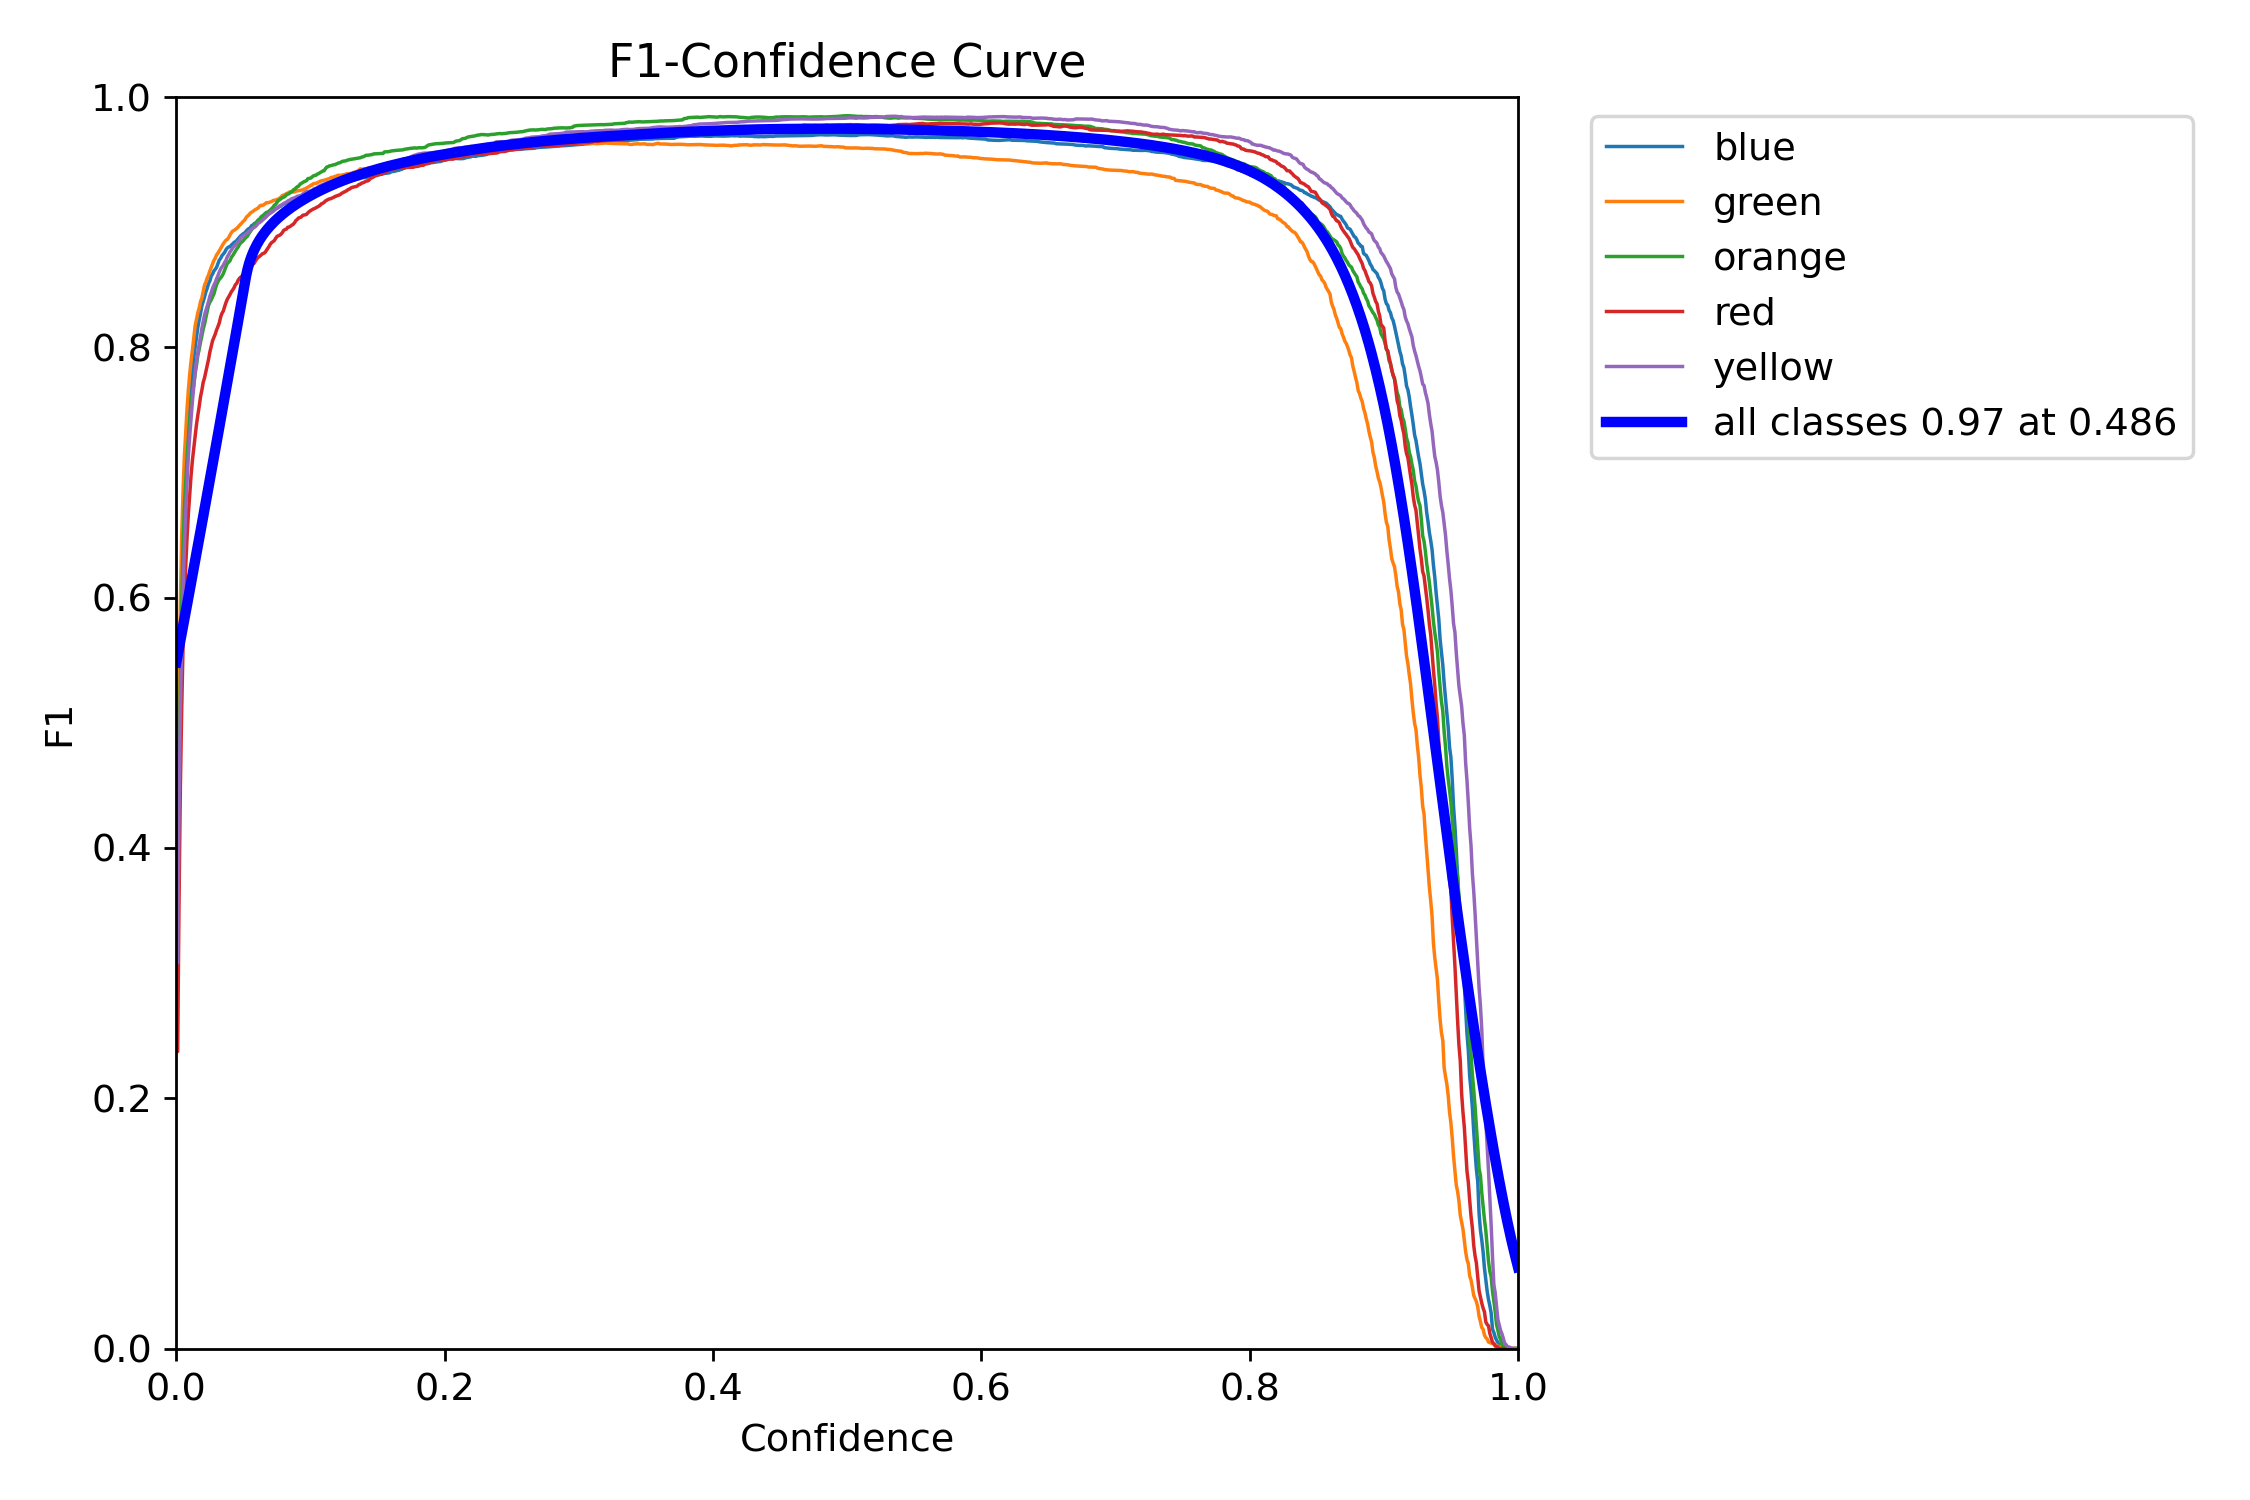 F1-Confidence Curve
1.0
0.8
0.6
0.4
0.2
0.0
F1
0.0 0.2 0.4 0.6 0.8 1.0
Confidence
blue
green
orange
red
yellow
all classes 0.97 at 0.486